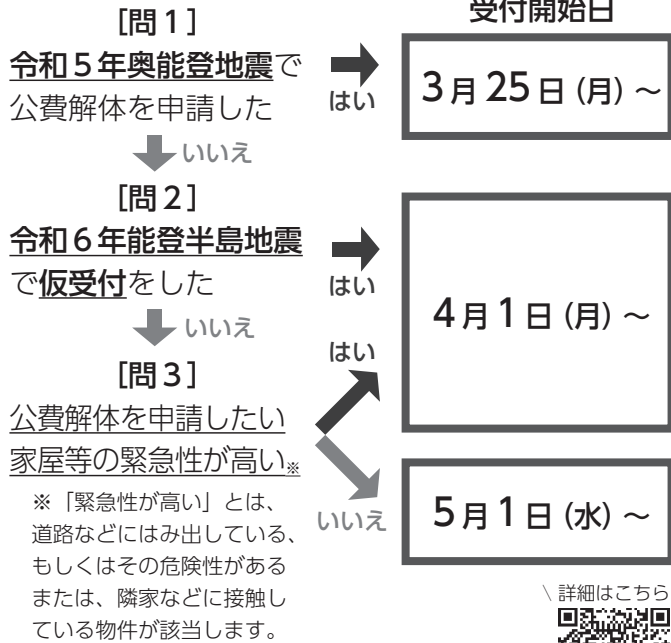 受付開始日
［問１］
令和５年奥能登地震で
公費解体を申請した
はい
３月25日（月）～
いいえ
［問２］
令和６年能登半島地震
で仮受付をした
はい
４月１日（月）～
いいえ
［問３］
公費解体を申請したい
家屋等の緊急性が高い※
はい
いいえ
５月１日（水）～
※「緊急性が高い」とは、
道路などにはみ出している、
もしくはその危険性がある
または、隣家などに接触し
ている物件が該当します。
\ 詳細はこちら